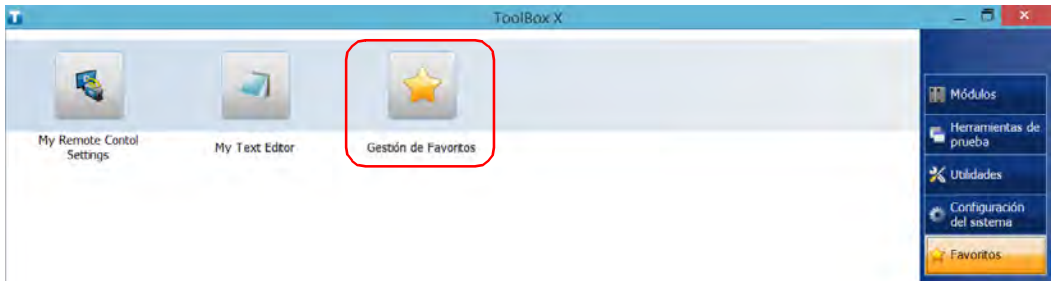 ToolBox X
My Remote Contol
Settings
My Text Editor
Gestión de Favoritos
Módulos
Herramientas de
prueba
Utilidades
Configuración
del sistema
Favoritos